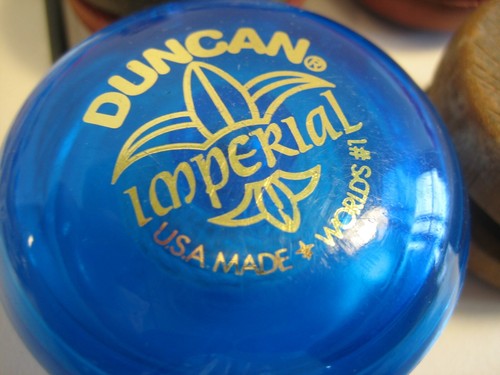 DUNCAN®
IMPERIAL
U.S.A. MADE ★ WORLDS #1